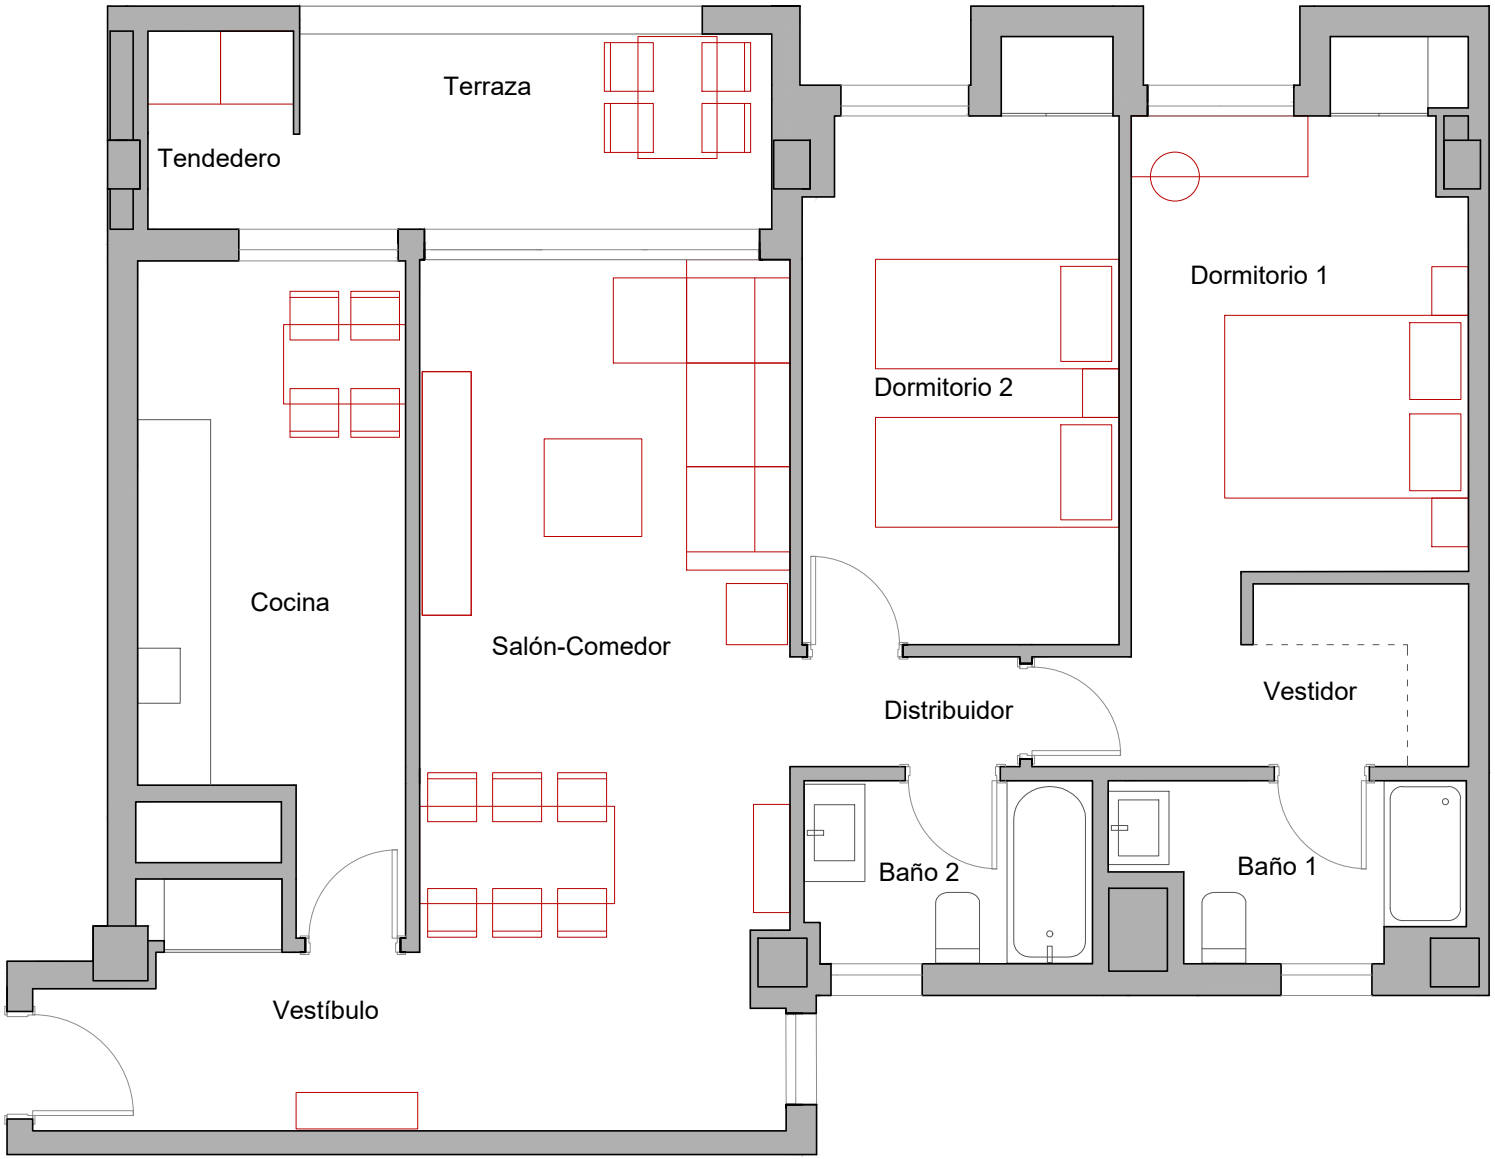 Terraza
Tendedero
Dormitorio 1
Dormitorio 2
Cocina
Salón-Comedor
Vestidor
Distribuidor
Baño 2
Baño 1
Vestíbulo